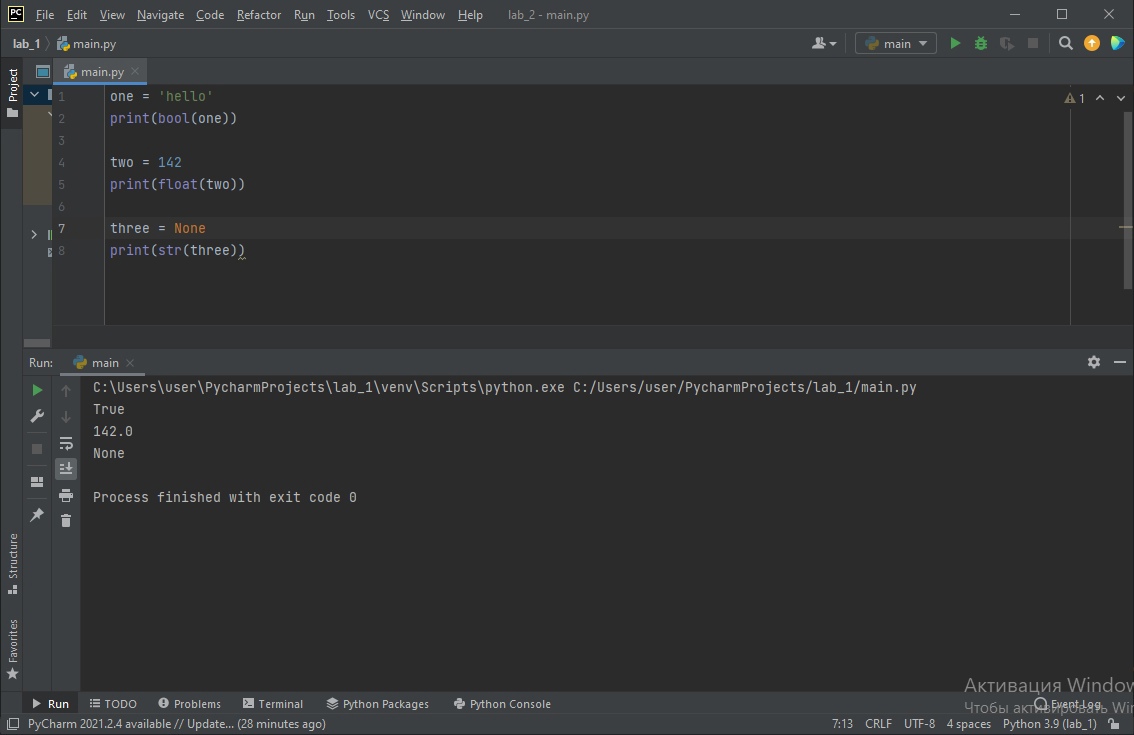 PC File Edit View Navigate Code Refactor Run Tools VCS Window Help lab_2 - main.py
lab_1 main.py main
Project
main.py
1 one = 'hello'
2 print(bool(one))
3
4 two = 142
5 print(float(two))
6
7 three = None
8 print(str(three))
1
Run: main
C:\Users\user\PycharmProjects\lab_1\venv\Scripts\python.exe C:/Users/user/PycharmProjects/lab_1/main.py
True
142.0
None
Process finished with exit code 0
Structure
Favorites
Run TODO Problems Terminal Python Packages Python Console Event Log
Активация Window
Чтобы активировать Win
PyCharm 2021.2.4 available // Update... (28 minutes ago) 7:13 CRLF UTF-8 4 spaces Python 3.9 (lab_1)